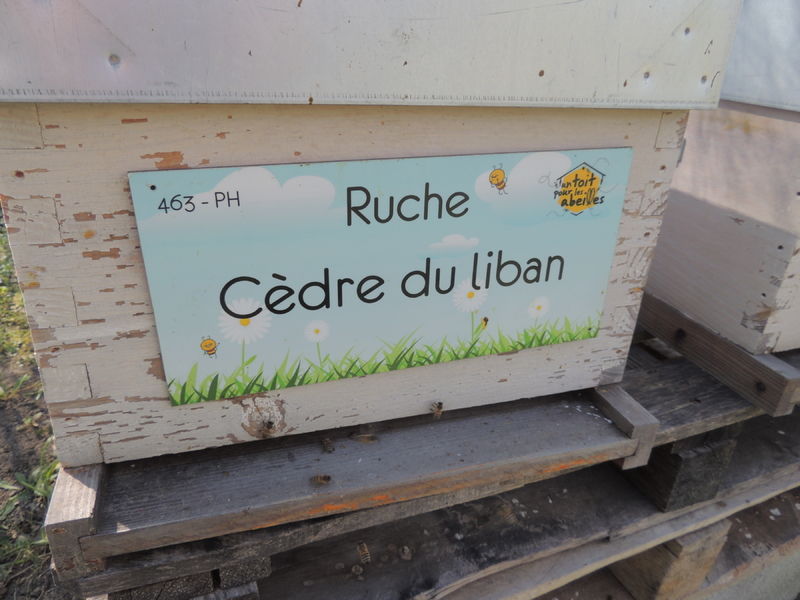 463 - PH
Ruche
Cèdre du liban
un toit
pour les
abeilles